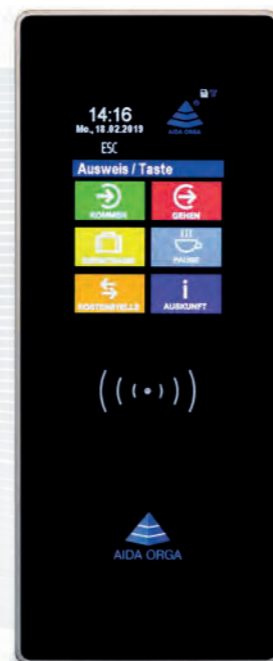 14:16
Mo., 18.02.2019
AIDA ORGA
ESC
Ausweis / Taste
KOMMEN
GEHEN
PAUSE
KOSTENSTELLE
AUSKUNFT
AIDA ORGA